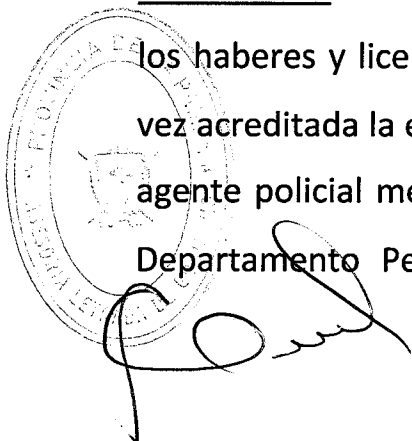 los haberes y lice
vez acreditada la e
agente policial me
Departamento Pe